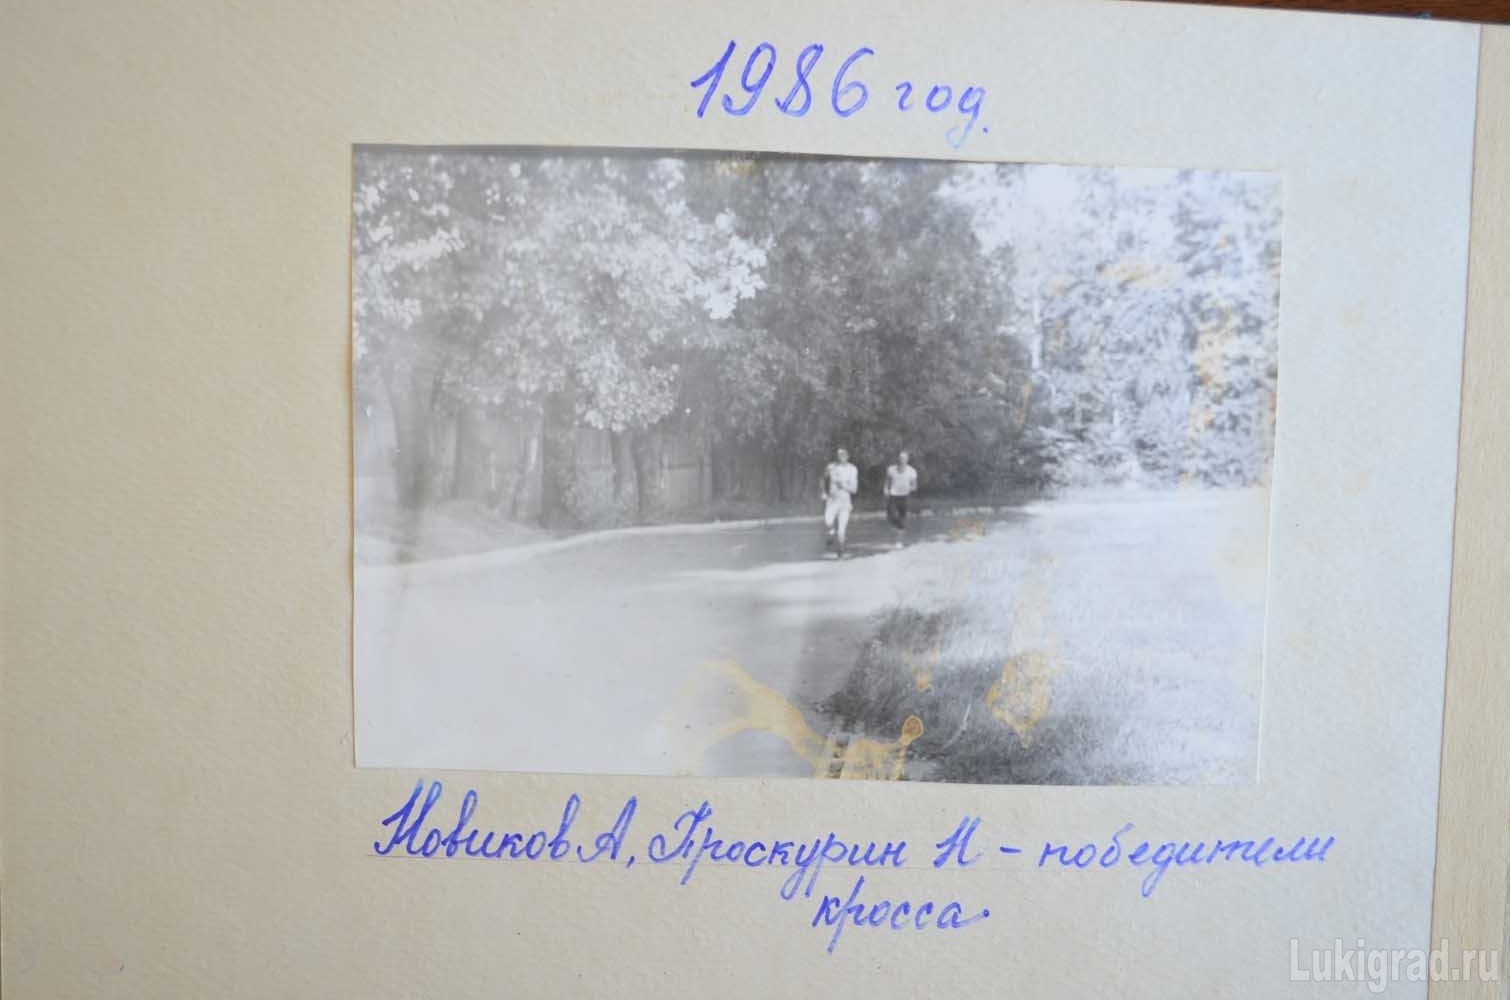 1986 год.
Новиков А, Проскурин Н - победители
кросса.
Lukigrad.ru